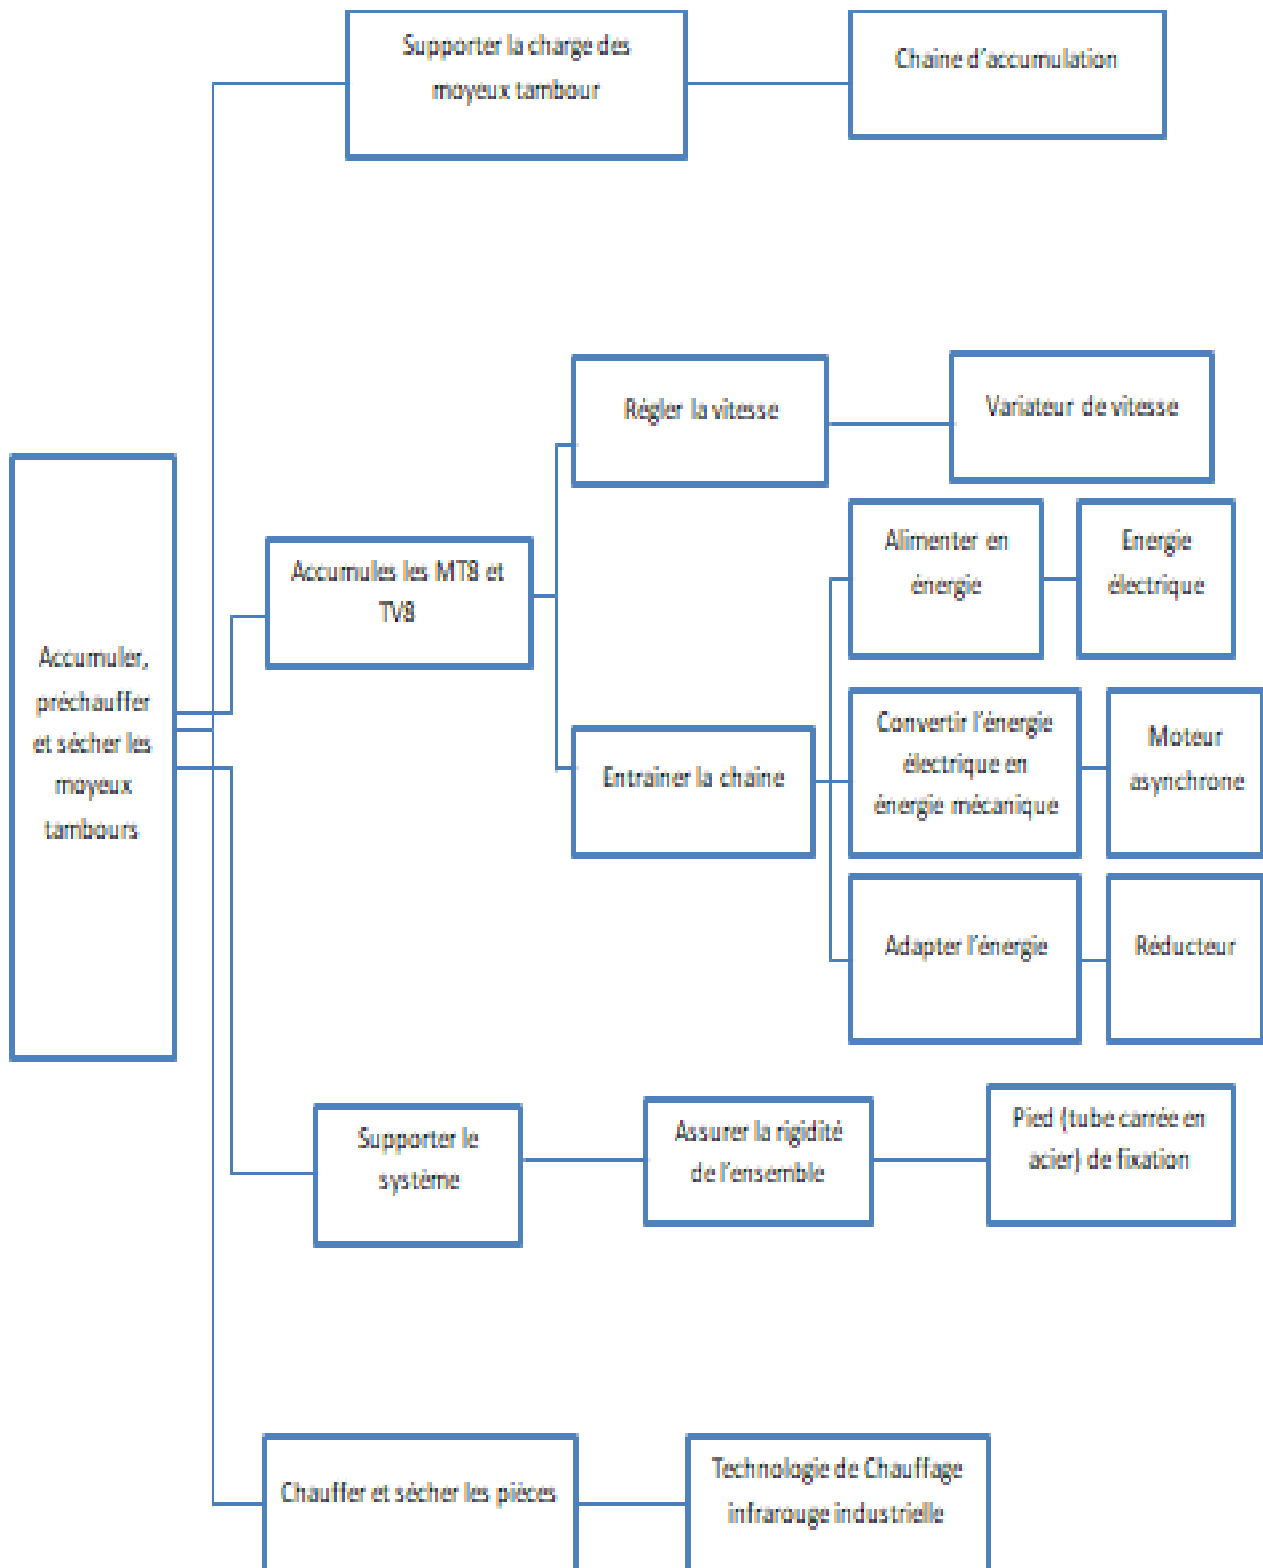 Supporter la charge des
moyeux tambour
Chaine d'accumulation
Régler la vitesse
Variateur de vitesse
Accumules les MT8 et
TV8
Alimenter en
énergie
Energie
électrique
Accumuler,
préchauffer
et sécher les
moyeux
tambours
Entrainer la chaine
Convertir l'énergie
électrique en
énergie mécanique
Moteur
asynchrone
Adapter l'énergie
Réducteur
Supporter le
système
Assurer la rigidité
de l'ensemble
Pied (tube carrée en
acier) de fixation
Chauffer et sécher les pièces
Technologie de Chauffage
infrarouge industrielle